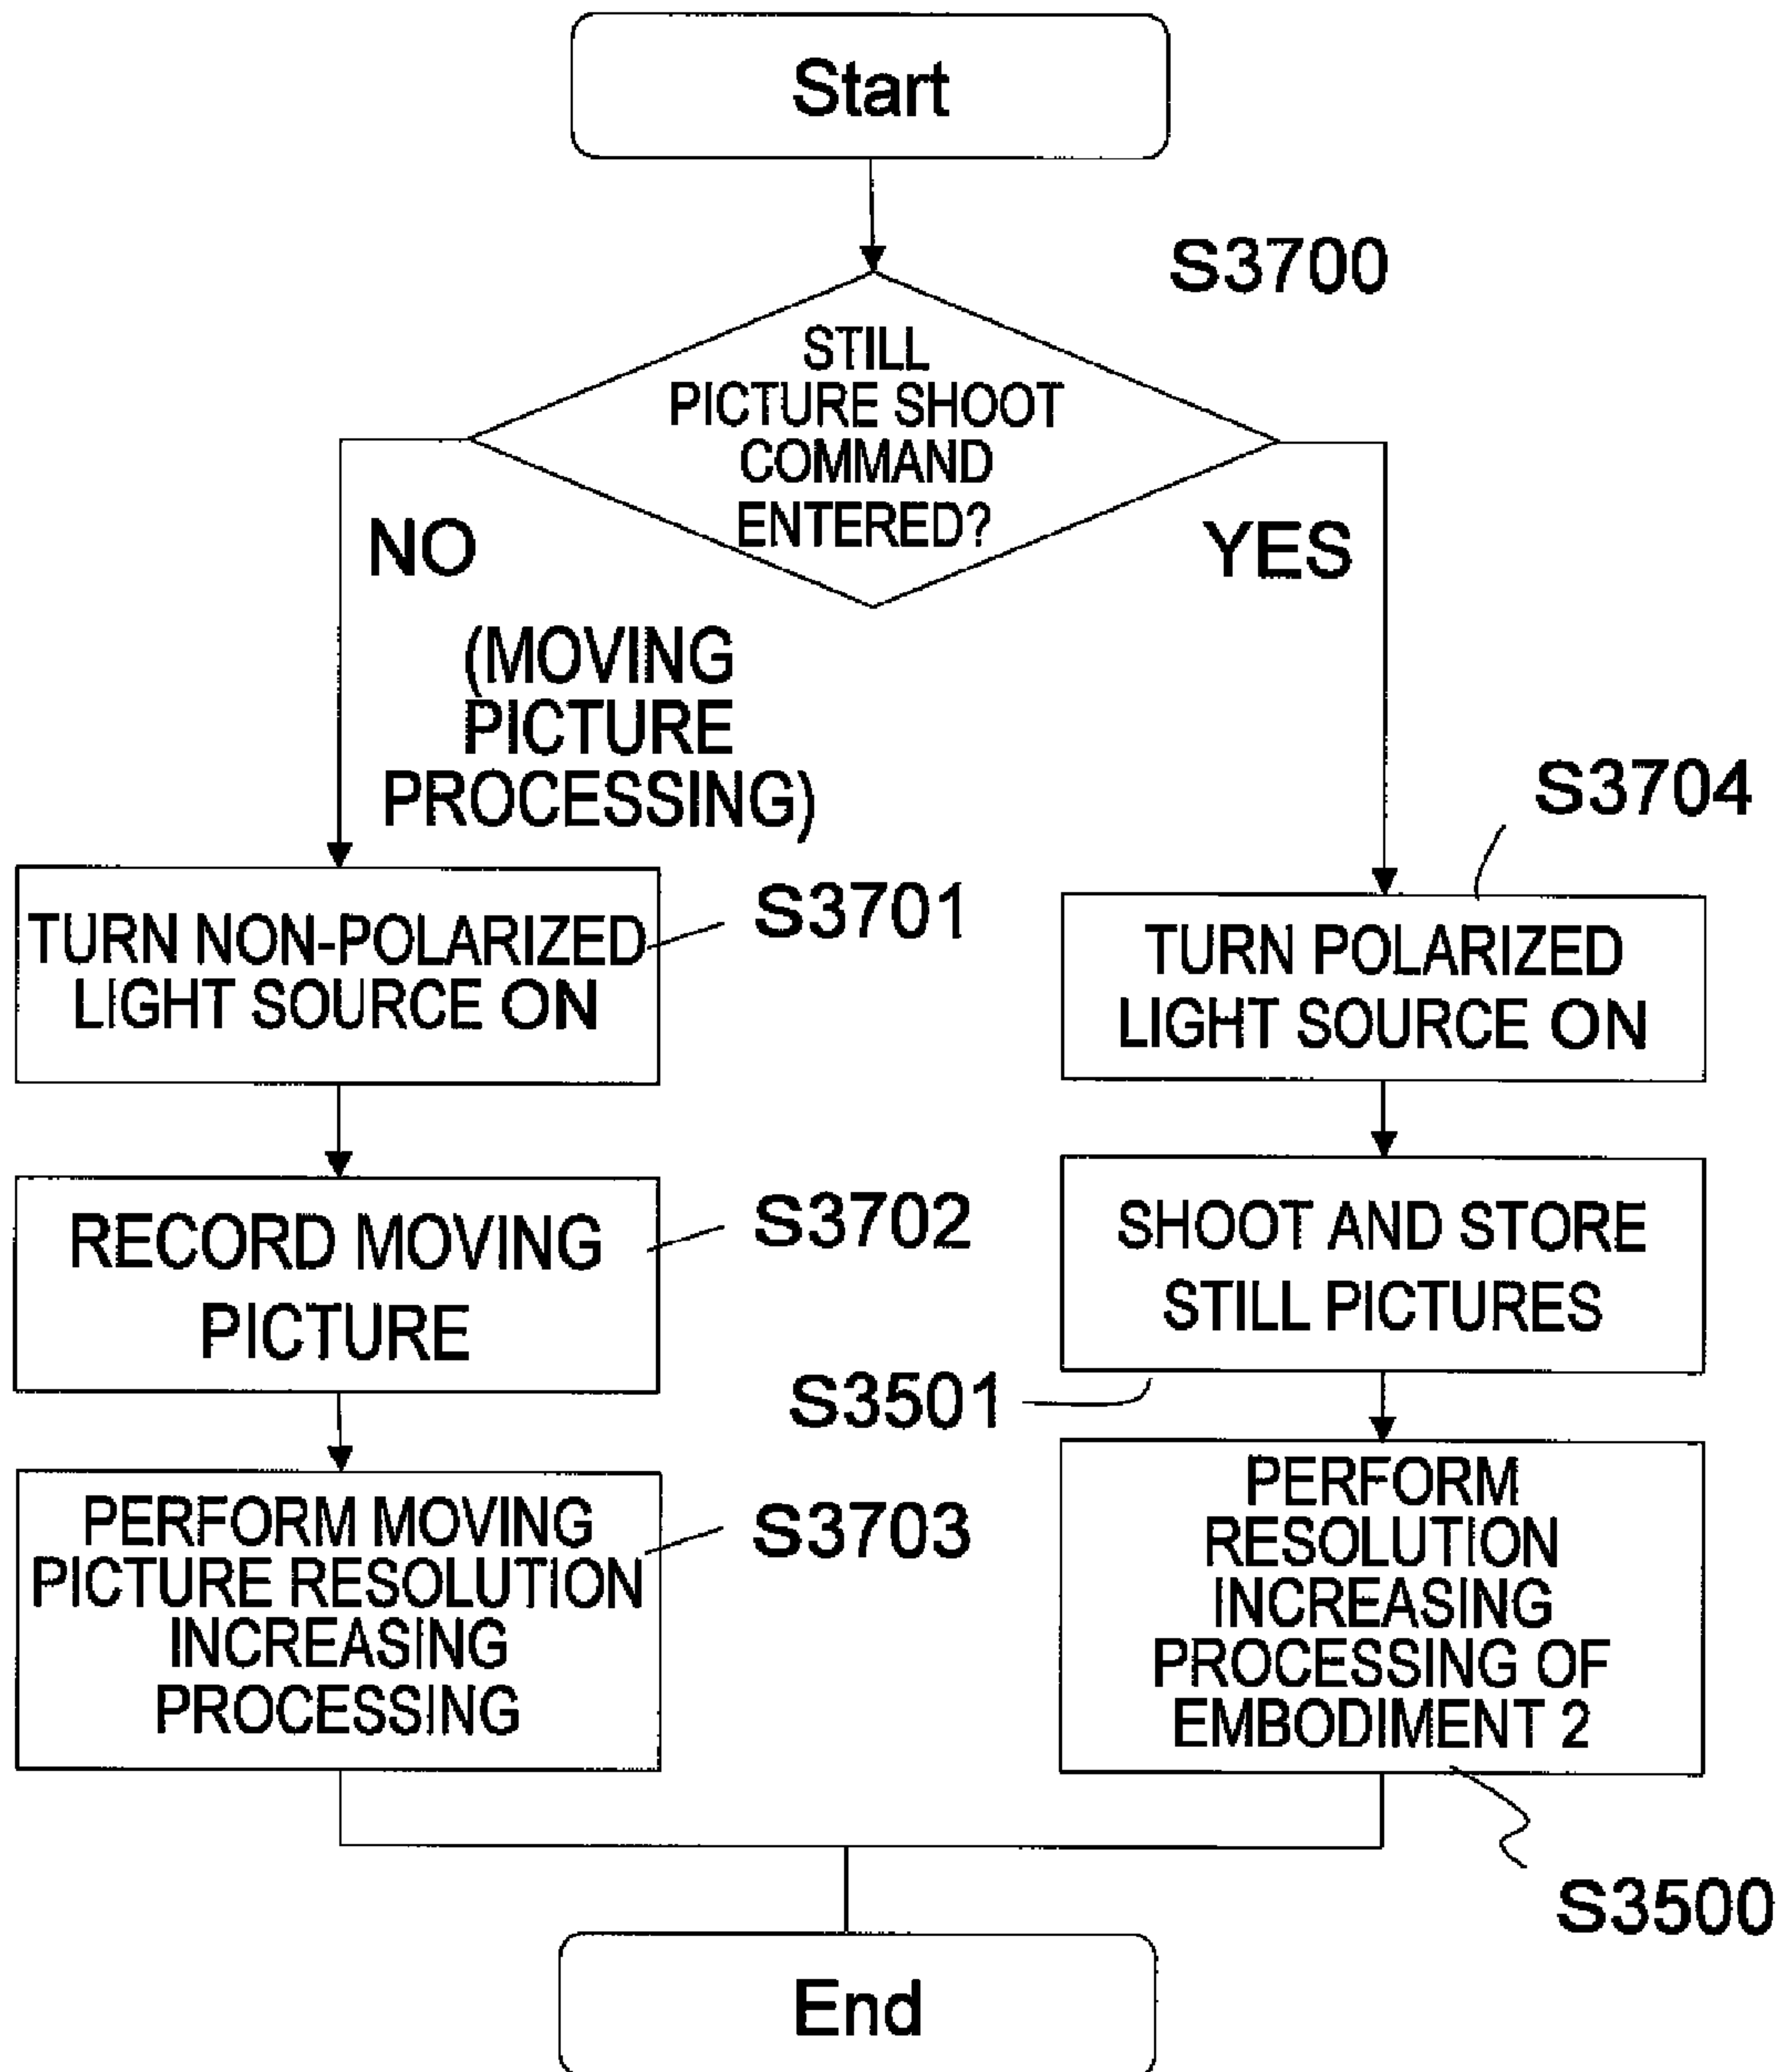 Start
S3700
STILL
PICTURE SHOOT
COMMAND
ENTERED?
NO
YES
(MOVING
PICTURE
PROCESSING)
S3701
TURN NON-POLARIZED
LIGHT SOURCE ON
S3702
RECORD MOVING
PICTURE
S3703
PERFORM MOVING
PICTURE RESOLUTION
INCREASING
PROCESSING
S3704
TURN POLARIZED
LIGHT SOURCE ON
SHOOT AND STORE
STILL PICTURES
S3501
PERFORM
RESOLUTION
INCREASING
PROCESSING OF
EMBODIMENT 2
S3500
End